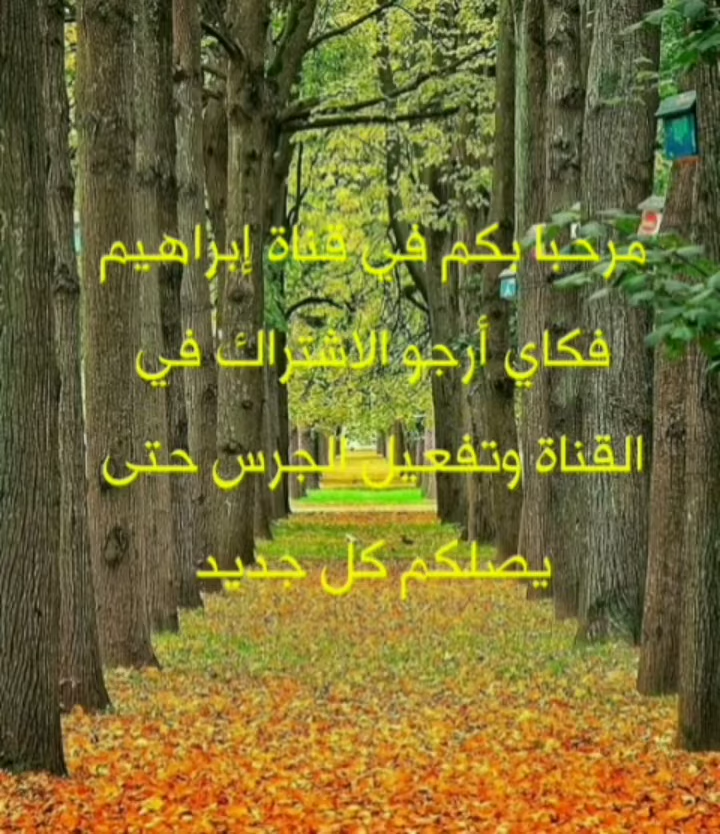 مرحبا بكم في قناة إبراهيم
فكاي أرجو الاشتراك في
القناة وتفعيل الجرس حتى
يصلكم كل جديد